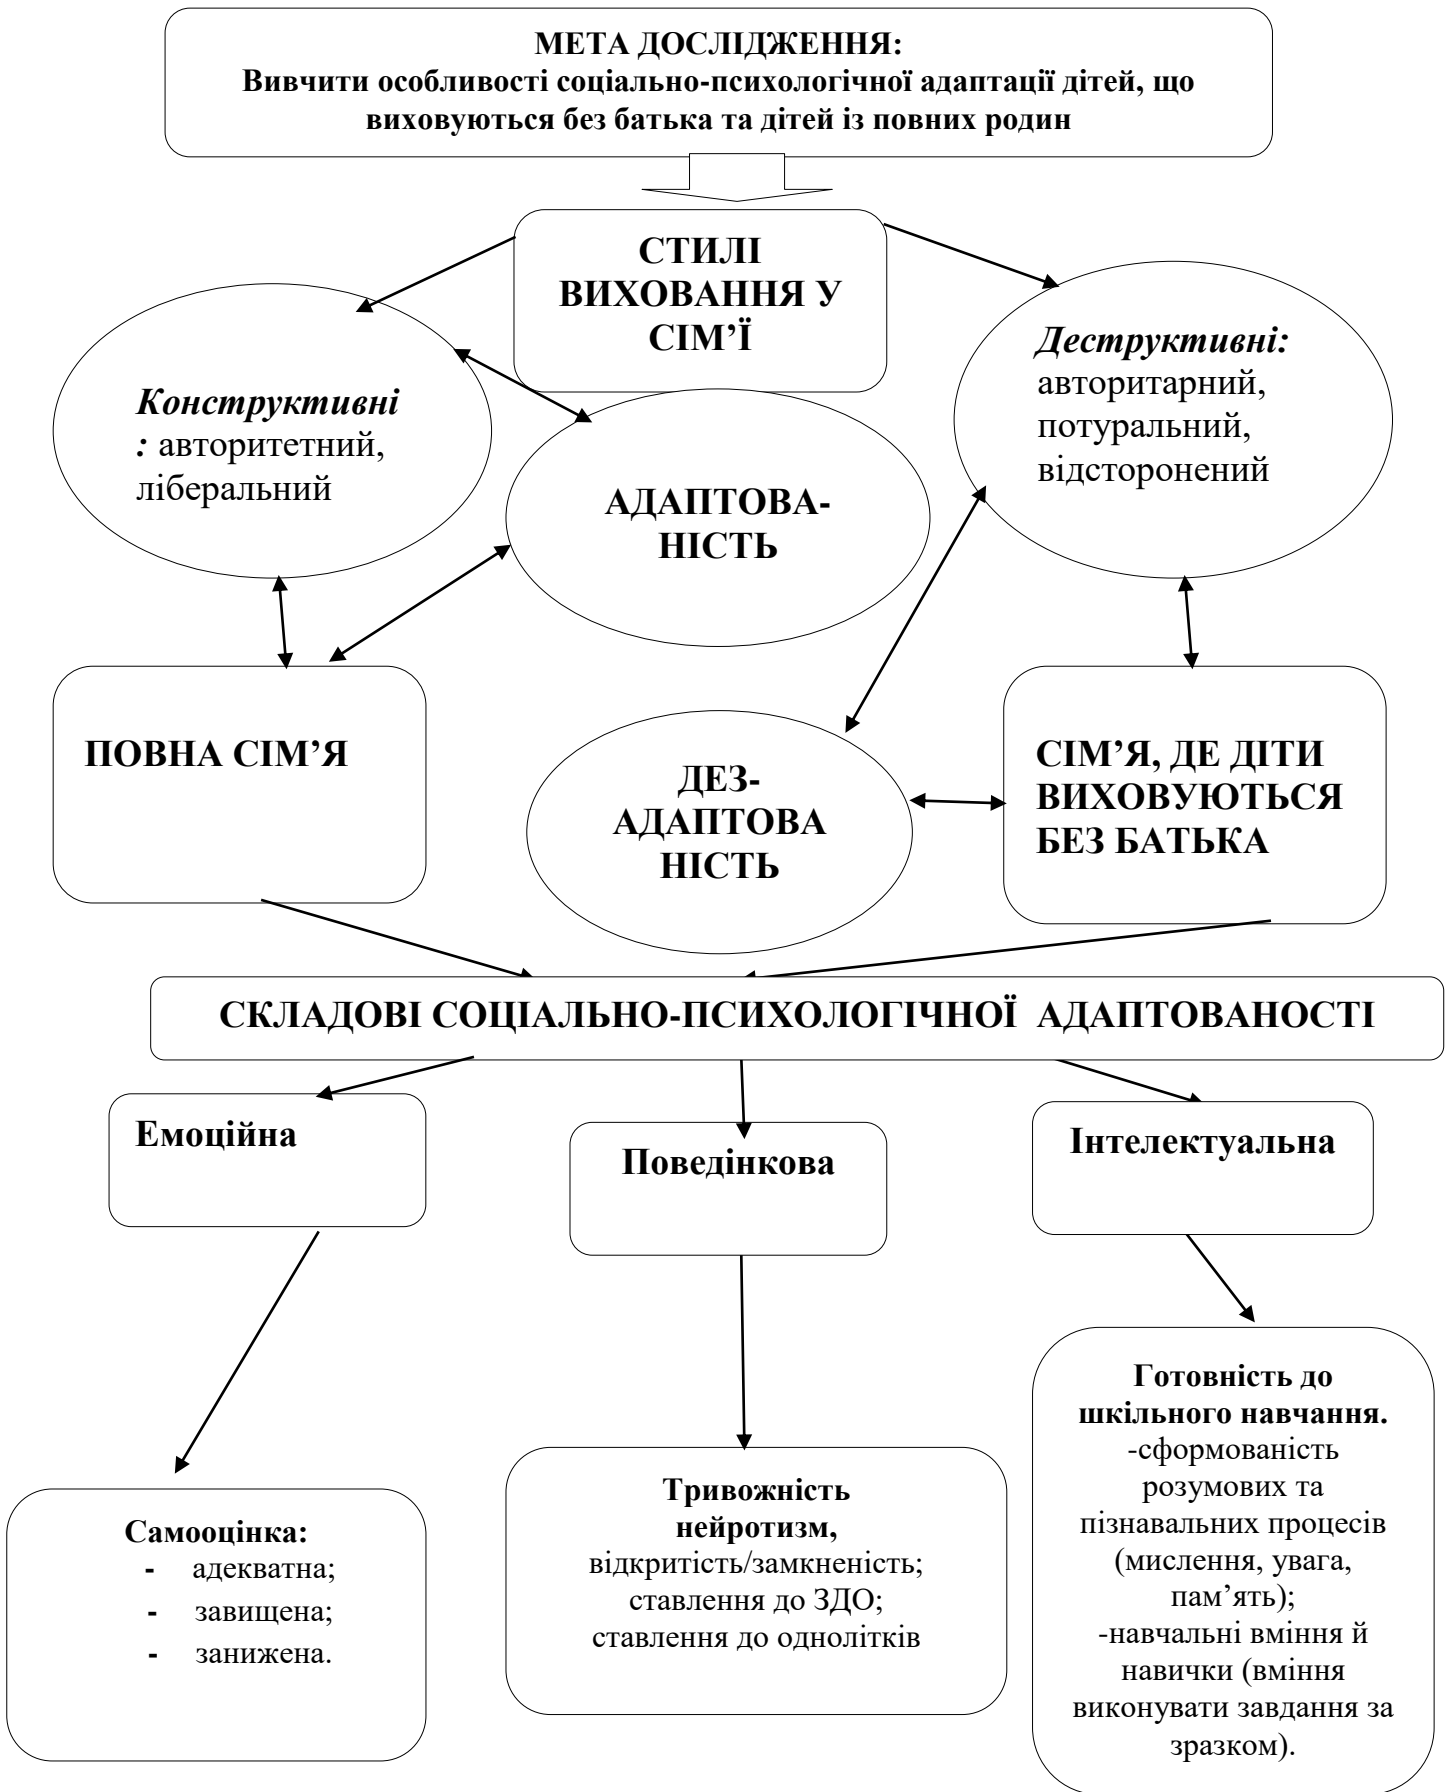 МЕТА ДОСЛІДЖЕННЯ:
Вивчити особливості соціально-психологічної адаптації дітей, що
виховуються без батька та дітей із повних родин
СТИЛІ
ВИХОВАННЯ У
СІМ’Ї
Конструктивні
: авторитетний,
ліберальний
Деструктивні:
авторитарний,
потуральний,
відсторонений
АДАПТОВА-
НІСТЬ
ПОВНА СІМ’Я
ДЕЗ-
АДАПТОВА
НІСТЬ
СІМ’Я, ДЕ ДІТИ
ВИХОВУЮТЬСЯ
БЕЗ БАТЬКА
СКЛАДОВІ СОЦІАЛЬНО-ПСИХОЛОГІЧНОЇ АДАПТОВАНОСТІ
Емоційна
Поведінкова
Інтелектуальна
Самооцінка:
- адекватна;
- завищена;
- занижена.
Тривожність
нейротизм,
відкритість/замкненість;
ставлення до ЗДО;
ставлення до однолітків
Готовність до
шкільного навчання.
-сформованість
розумових та
пізнавальних процесів
(мислення, увага,
пам’ять);
-навчальні вміння й
навички (вміння
виконувати завдання за
зразком).